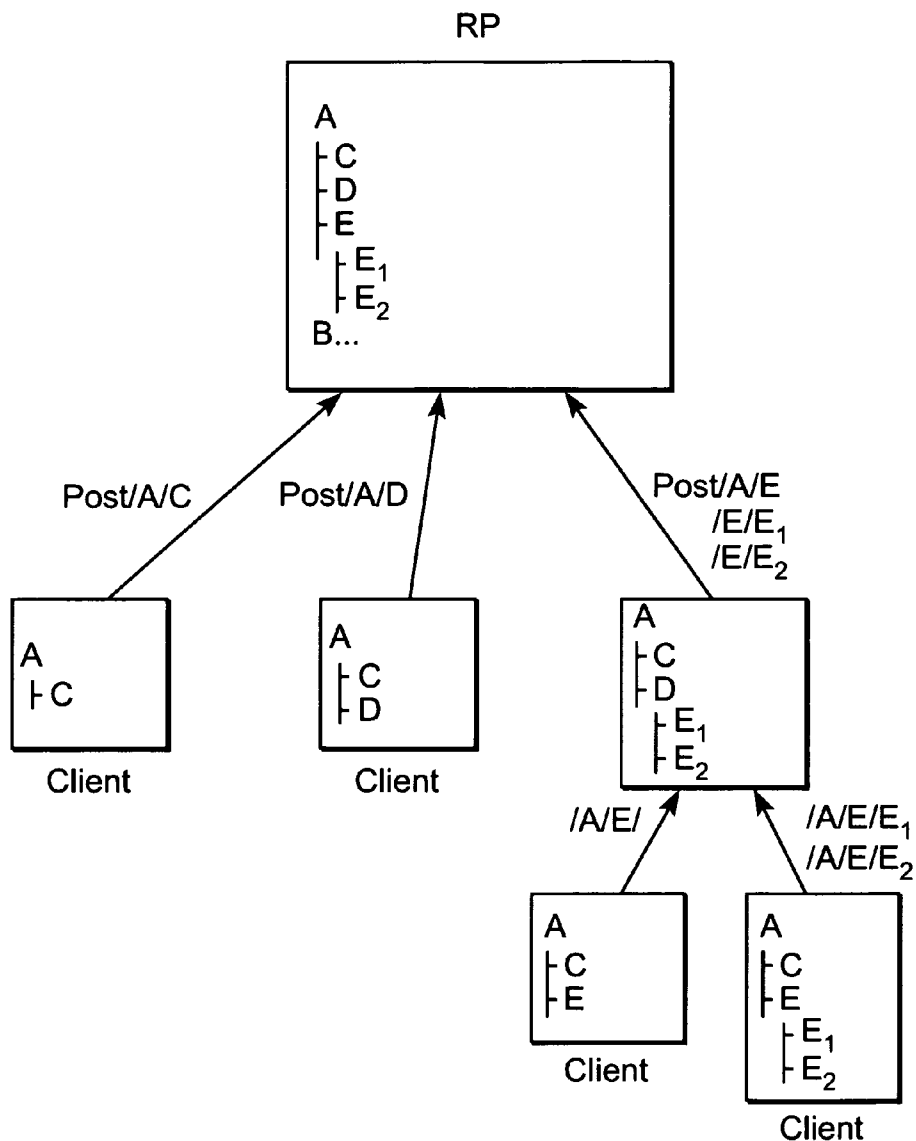 RP
A
C
D
E
E₁
E₂
B...
Post/A/C
Post/A/D
Post/A/E
/E/E₁
/E/E₂
A
C
Client
A
C
D
Client
A
C
D
E₁
E₂
/A/E/
/A/E/E₁
/A/E/E₂
A
C
E
Client
A
C
E
E₁
E₂
Client